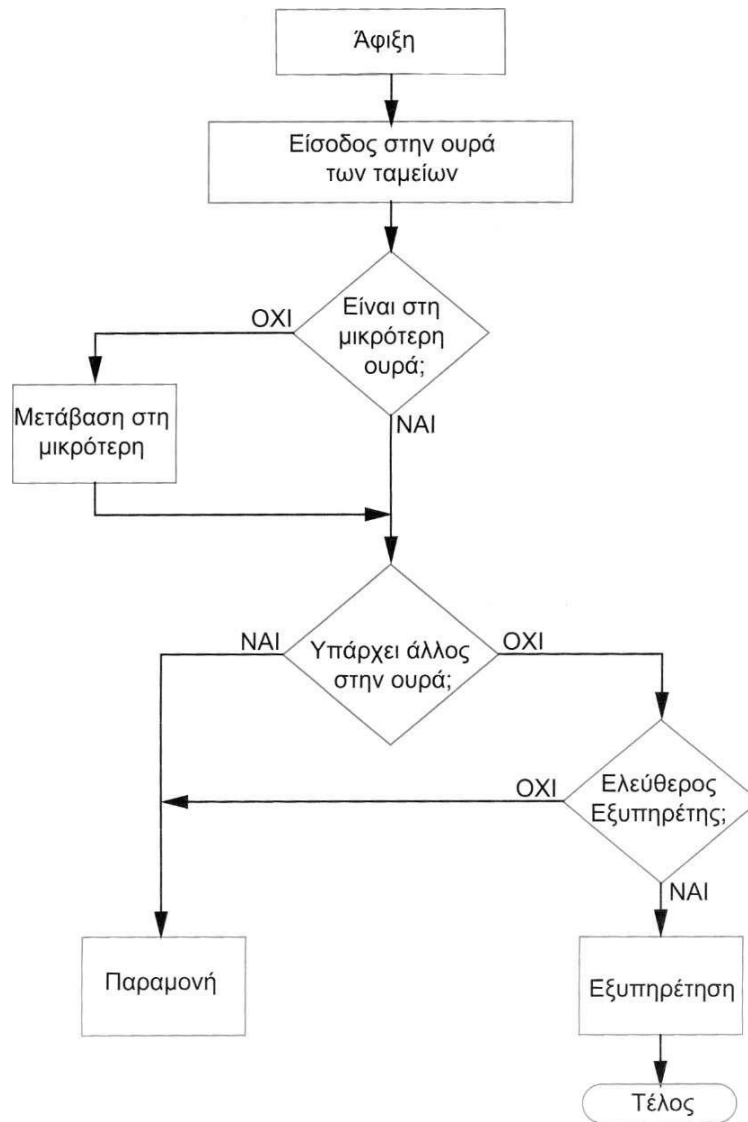 Άφιξη
Είσοδος στην ουρά
των ταμείων
Είναι στη
μικρότερη
ουρά;
ΟΧΙ
Μετάβαση στη
μικρότερη
ΝΑΙ
ΝΑΙ
Υπάρχει άλλος
στην ουρά;
ΟΧΙ
ΟΧΙ
Ελεύθερος
Εξυπηρέτης;
ΝΑΙ
Παραμονή
Εξυπηρέτηση
Τέλος